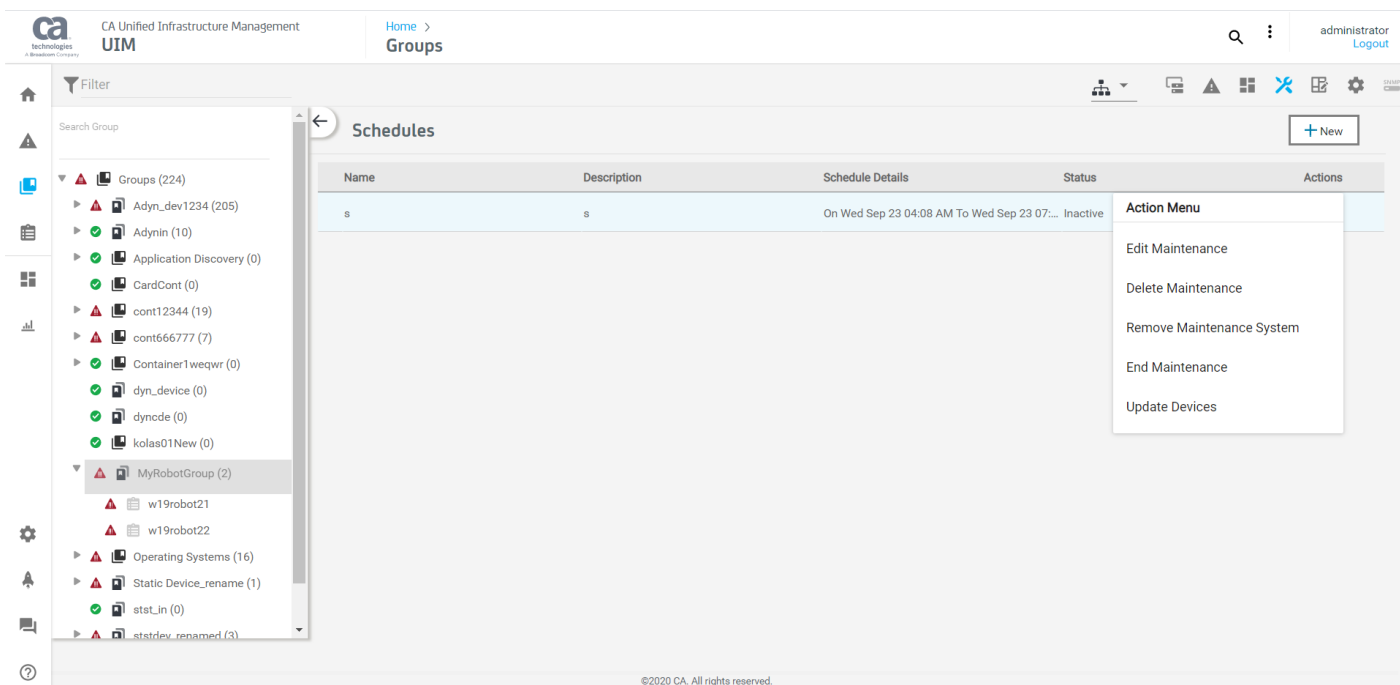 ca
technologies
A Broadcom Company
CA Unified Infrastructure Management
UIM
Home >
Groups
administrator
Logout
Filter
Search Group
Groups (224)
Adyn_dev1234 (205)
Adynin (10)
Application Discovery (0)
CardCont (0)
cont12344 (19)
cont666777 (7)
Container1weqwr (0)
dyn_device (0)
dyncde (0)
kolas01New (0)
MyRobotGroup (2)
w19robot21
w19robot22
Operating Systems (16)
Static Device_rename (1)
stst_in (0)
ststdev_renamed (3)
Schedules
+ New
Name Description Schedule Details Status Actions
s s On Wed Sep 23 04:08 AM To Wed Sep 23 07:... Inactive
Action Menu
Edit Maintenance
Delete Maintenance
Remove Maintenance System
End Maintenance
Update Devices
SNMP
©2020 CA. All rights reserved.